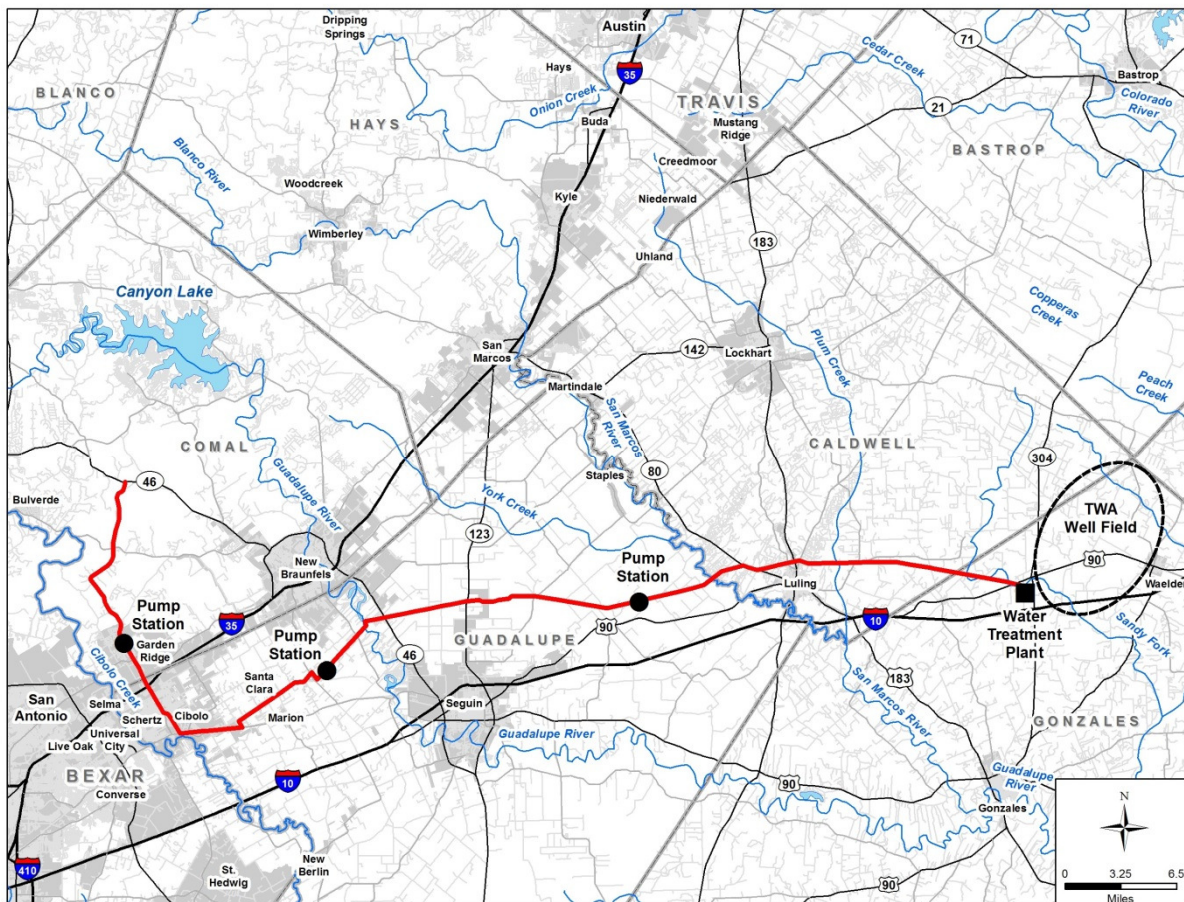 Dripping
Springs
Austin
71
Cedar Creek
Bastrop
Hays
35
BLANCO
Onion Creek
TRAVIS
21
Colorado
River
HAYS
Buda
Mustang
Ridge
BASTROP
Blanco River
Creedmoor
Woodcreek
Kyle
Niederwald
Wimberley
183
Uhland
Copperas
Creek
Canyon Lake
San
Marcos
142
Lockhart
Plum Creek
Martindale
Peach
Creek
San Marcos
River
COMAL
CALDWELL
304
46
Guadalupe River
Staples
80
Bulverde
York Creek
TWA
Well Field
123
90
New
Braunfels
Pump
Station
Luling
Waelder
Pump
Station
35
GUADALUPE
90
10
Water
Treatment
Plant
Garden
Ridge
Pump
Station
46
Sandy Fork
Cibolo Creek
Santa
Clara
San Marcos River
183
San
Antonio
Selma
Seguin
Schertz
Cibolo
Marion
GONZALES
Universal
City
Live Oak
Guadalupe River
BEXAR
10
Guadalupe
River
Converse
90
Gonzales
N
410
St.
Hedwig
New
Berlin
90
0 3.25 6.5
Miles